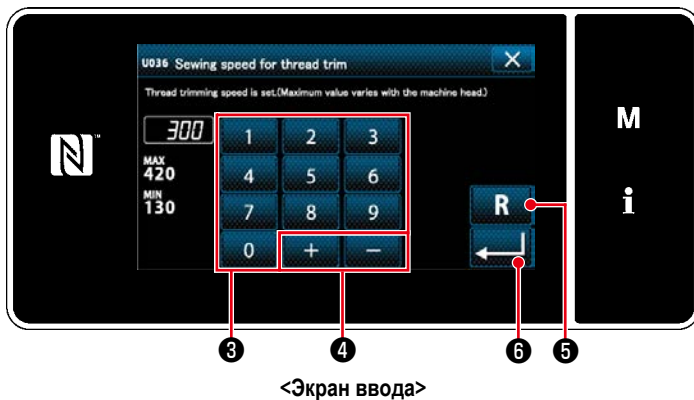 U036 Sewing speed for thread trim
Thread trimming speed is set.(Maximum value varies with the machine head.)
300
MAX
420
MIN
130
1 2 3
4 5 6
7 8 9
0 + −
R
M
i
N
❸ ❹ ❻ ❺
<Экран ввода>